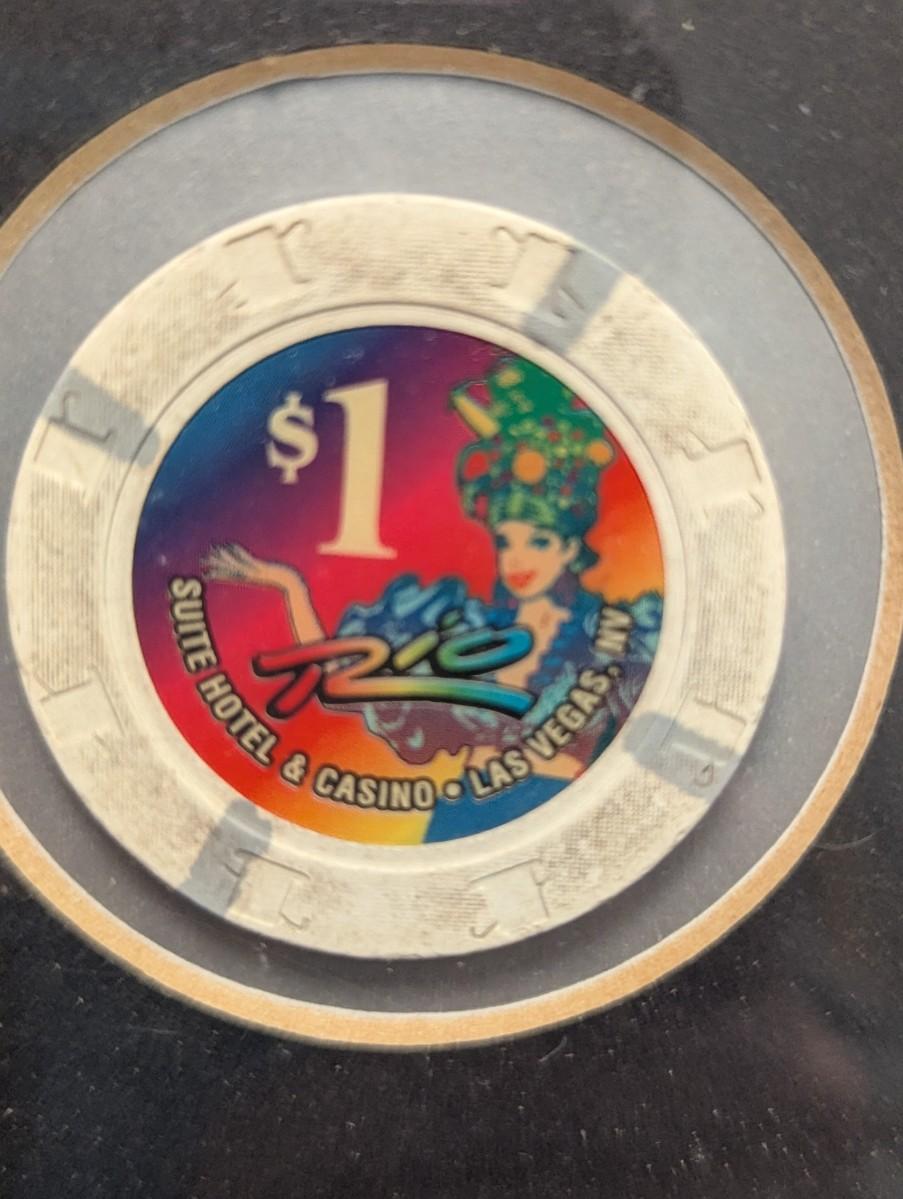 $1
Rio
SUITE HOTEL & CASINO • LAS VEGAS, NV